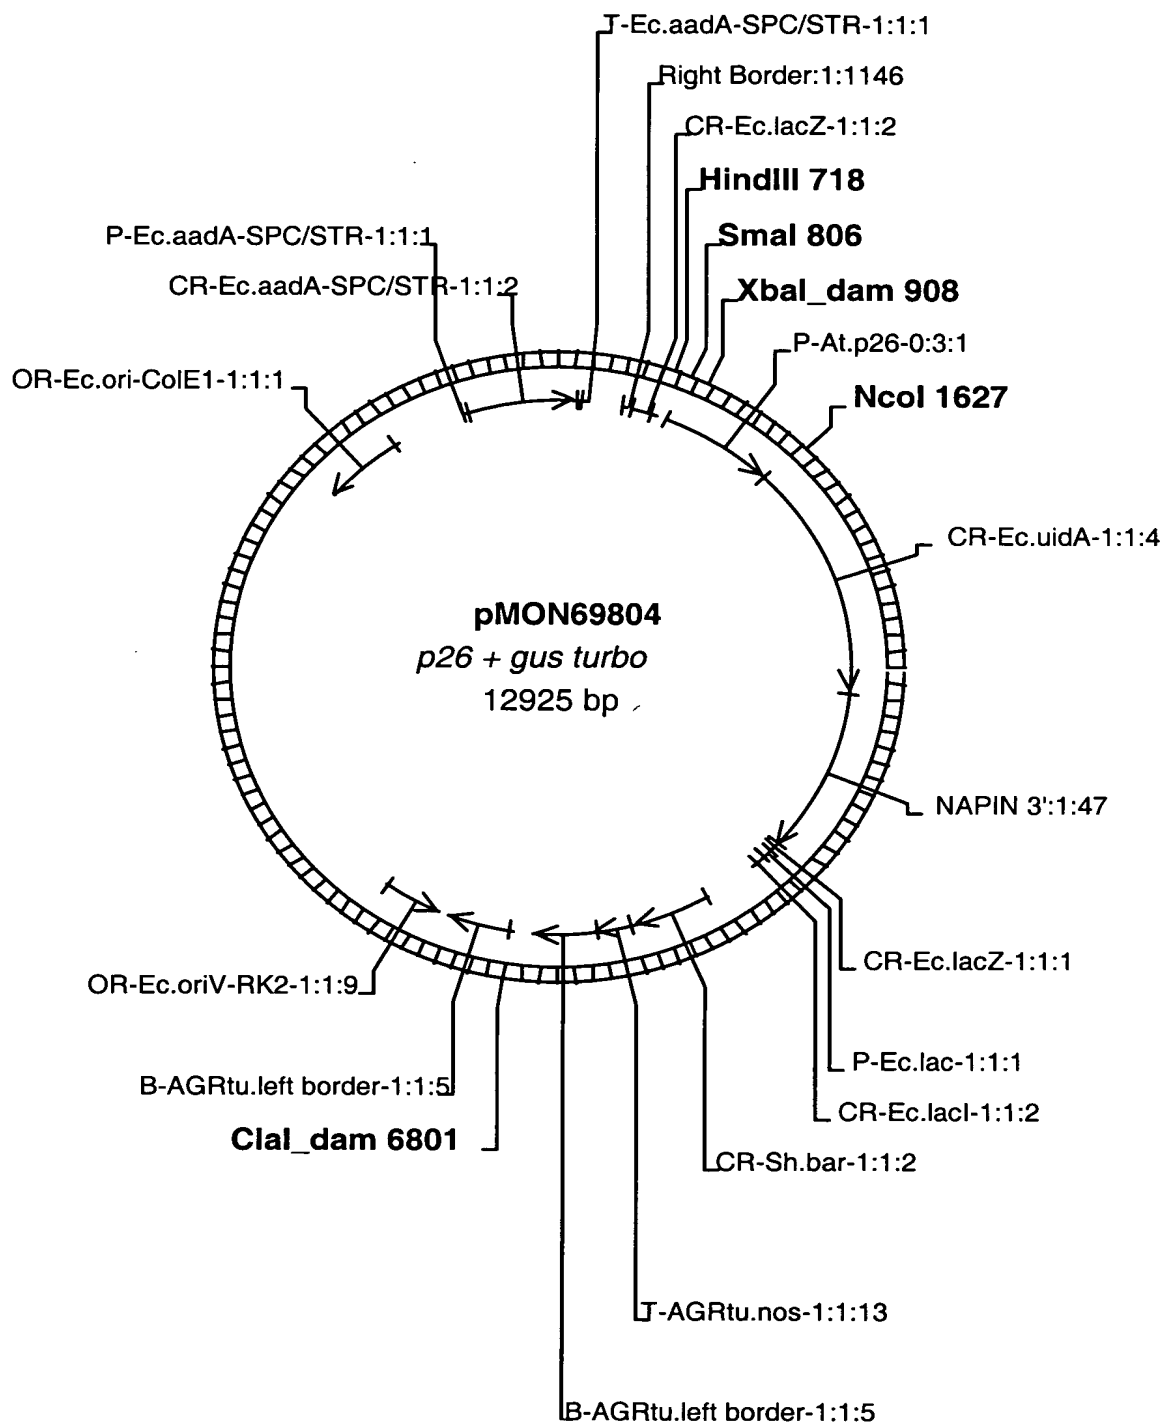 T-Ec.aadA-SPC/STR-1:1:1
Right Border:1:1146
CR-Ec.lacZ-1:1:2
HindIII 718
P-Ec.aadA-SPC/STR-1:1:1
SmaI 806
CR-Ec.aadA-SPC/STR-1:1:2
XbaI_dam 908
P-At.p26-0:3:1
OR-Ec.ori-ColE1-1:1:1
NcoI 1627
CR-Ec.uidA-1:1:4
pMON69804
p26 + gus turbo
12925 bp
NAPIN 3':1:47
CR-Ec.lacZ-1:1:1
OR-Ec.oriV-RK2-1:1:9
P-Ec.lac-1:1:1
B-AGRtu.left border-1:1:5
CR-Ec.lacI-1:1:2
ClaI_dam 6801
CR-Sh.bar-1:1:2
T-AGRtu.nos-1:1:13
B-AGRtu.left border-1:1:5